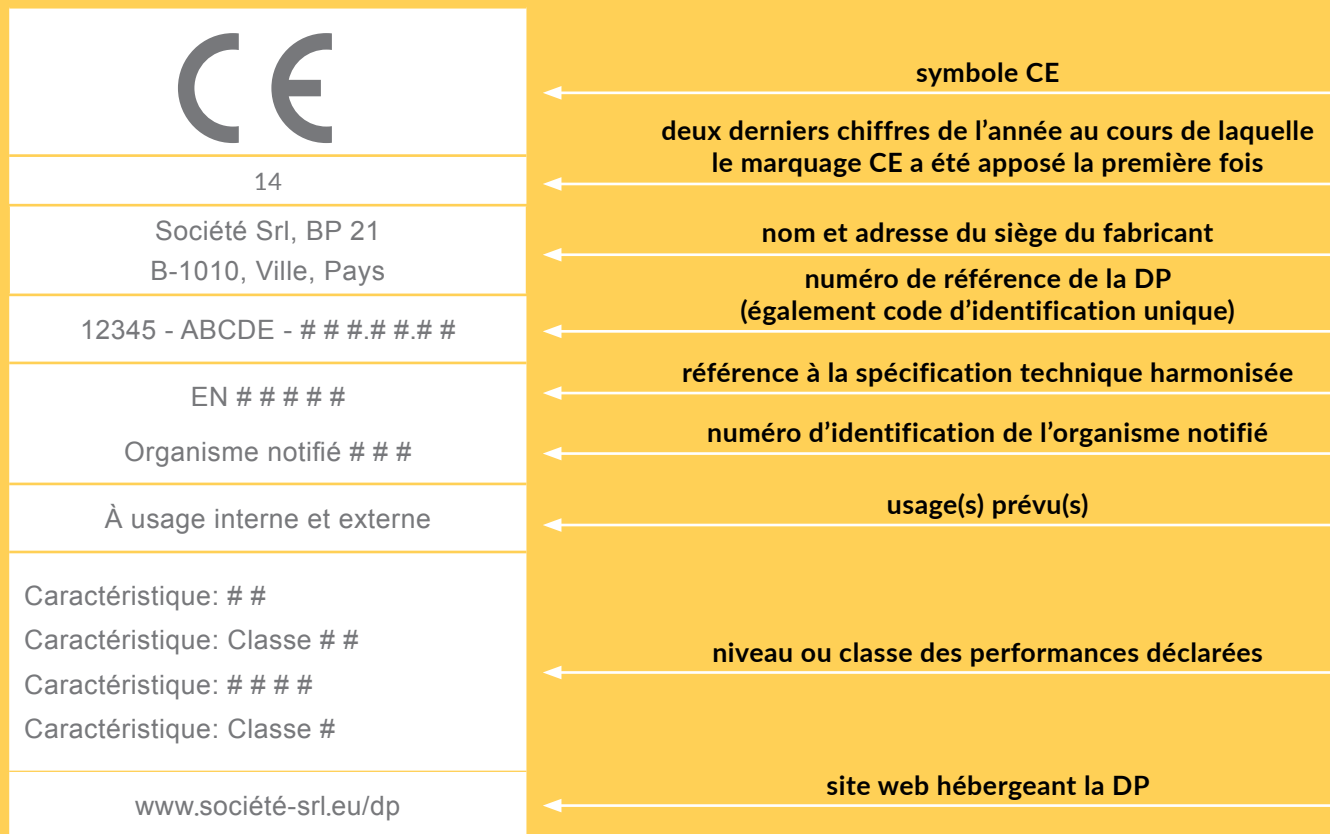 CE
symbole CE
deux derniers chiffres de l’année au cours de laquelle
le marquage CE a été apposé la première fois
14
Société Srl, BP 21
B-1010, Ville, Pays
nom et adresse du siège du fabricant
numéro de référence de la DP
(également code d’identification unique)
12345 - ABCDE - # # #.# #.# #
référence à la spécification technique harmonisée
EN # # # # #
numéro d’identification de l’organisme notifié
Organisme notifié # # #
usage(s) prévu(s)
À usage interne et externe
Caractéristique: # #
Caractéristique: Classe # #
Caractéristique: # # # #
Caractéristique: Classe #
niveau ou classe des performances déclarées
site web hébergeant la DP
www.société-srl.eu/dp